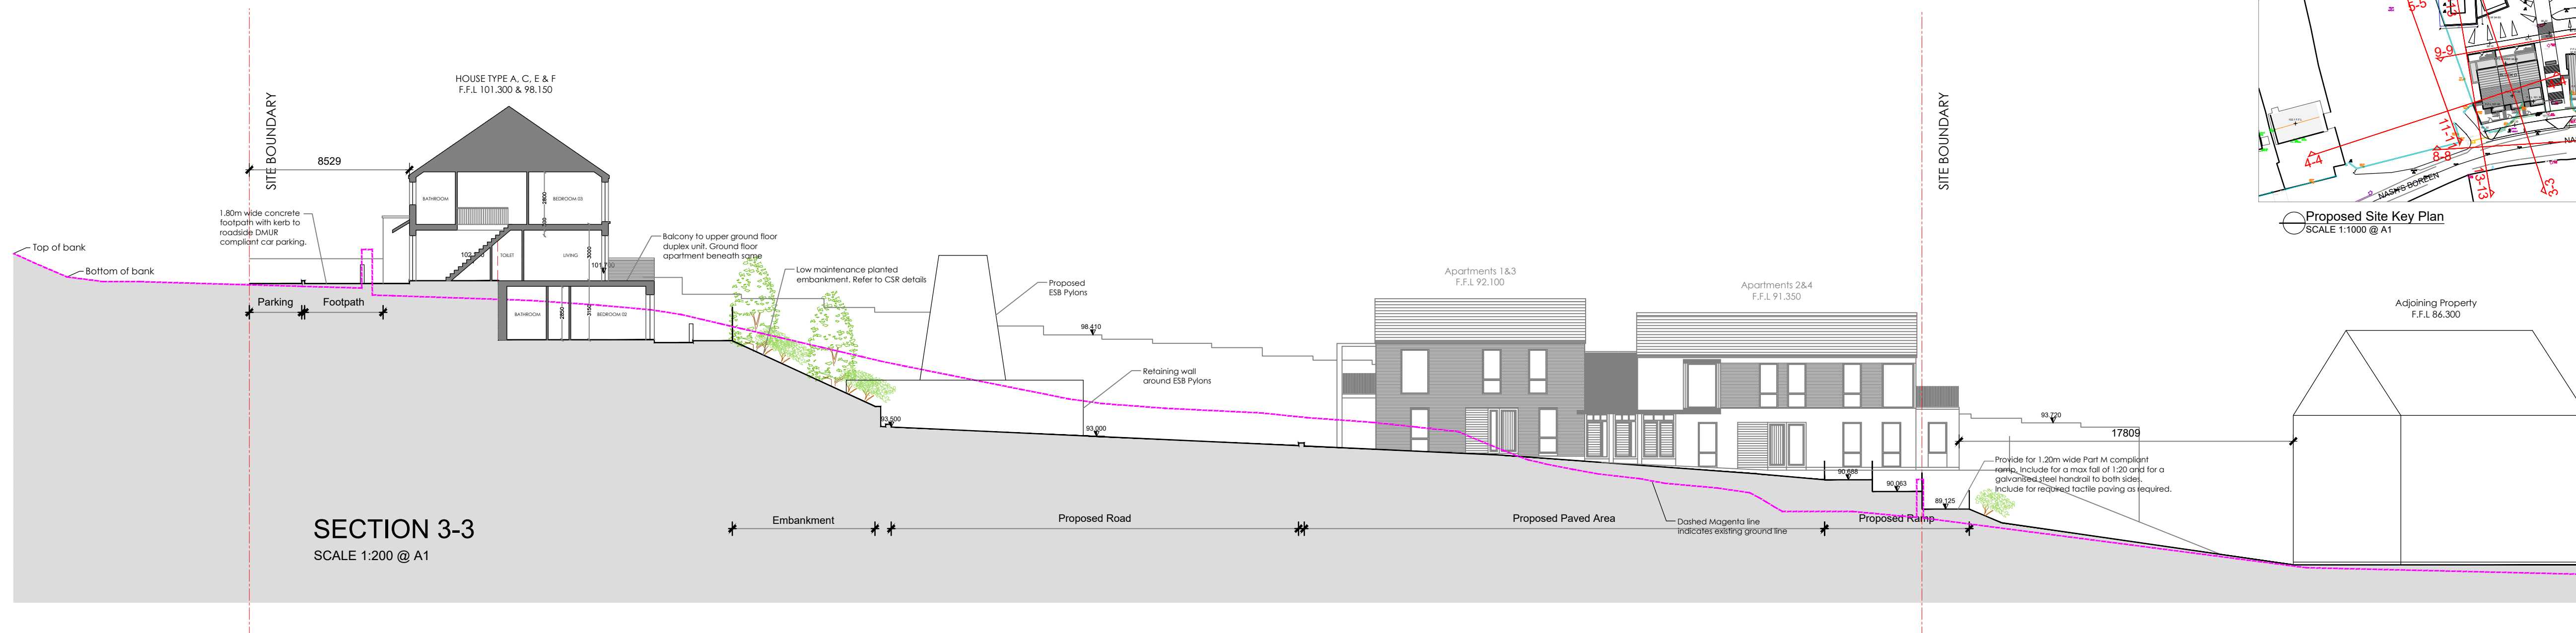 HOUSE TYPE A, C, E & F
F.F.L 101.300 & 98.150
SITE BOUNDARY
8529
1.80m wide concrete
footpath with kerb to
roadside DMUR
compliant car parking.
Top of bank
Bottom of bank
Parking
Footpath
BATHROOM
BEDROOM 03
2800
TOILET
LIVING
3000
BATHROOM
2850
3150
BEDROOM 02
Balcony to upper ground floor
duplex unit. Ground floor
apartment beneath same
Low maintenance planted
embankment. Refer to CSR details
Proposed
ESB Pylons
98.410
Retaining wall
around ESB Pylons
93.500
93.000
Apartments 1&3
F.F.L 92.100
Apartments 2&4
F.F.L 91.350
SITE BOUNDARY
Adjoining Property
F.F.L 86.300
93.720
17809
Provide for 1.20m wide Part M compliant
ramp. Include for a max fall of 1:20 and for a
galvanised steel handrail to both sides.
Include for required tactile paving as required.
90.688
90.063
89.125
Embankment
Proposed Road
Proposed Paved Area
Proposed Ramp
Dashed Magenta line
indicates existing ground line
SECTION 3-3
SCALE 1:200 @ A1
5-5
9-9
11-11
4-4
8-8
13-13
3-3
NASH'S BOREEN
Proposed Site Key Plan
SCALE 1:1000 @ A1